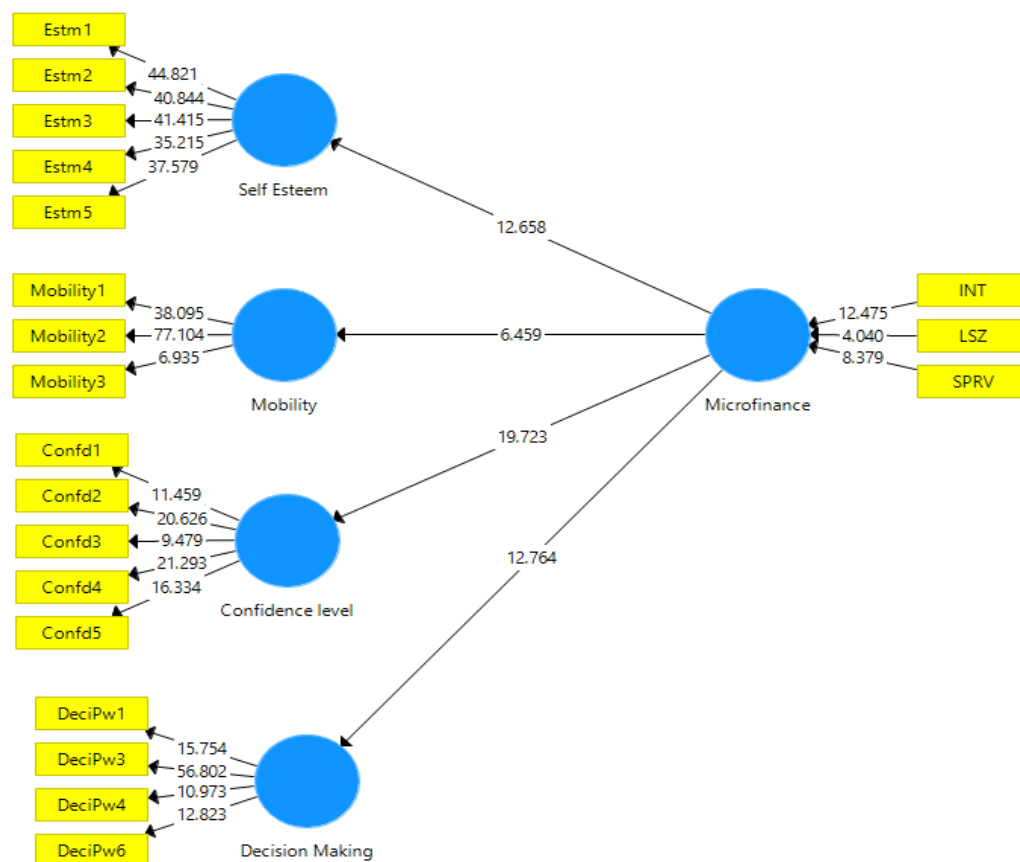 Estm1
44.821
Estm2
40.844
Estm3
41.415
Estm4
35.215
37.579
Estm5
Self Esteem
12.658
Mobility1
38.095
Mobility2
77.104
Mobility3
6.935
Mobility
6.459
INT
12.475
LSZ
4.040
8.379
SPRV
Microfinance
19.723
Confd1
11.459
Confd2
20.626
Confd3
9.479
Confd4
21.293
16.334
Confd5
Confidence level
12.764
DeciPw1
15.754
DeciPw3
56.802
DeciPw4
10.973
12.823
DeciPw6
Decision Making